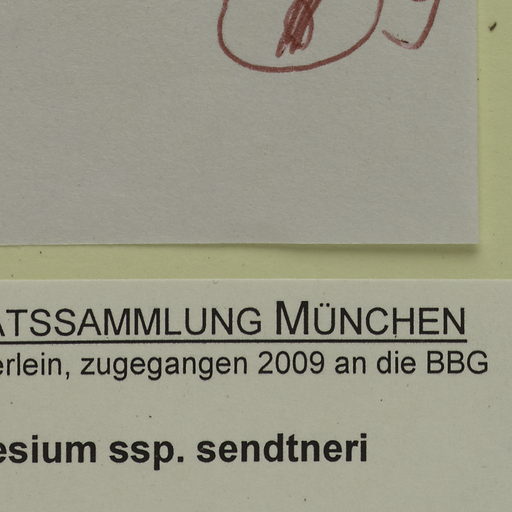 ATSSAMMLUNG MÜNCHEN
erlein, zugegangen 2009 an die BBG
esium ssp. sendtneri